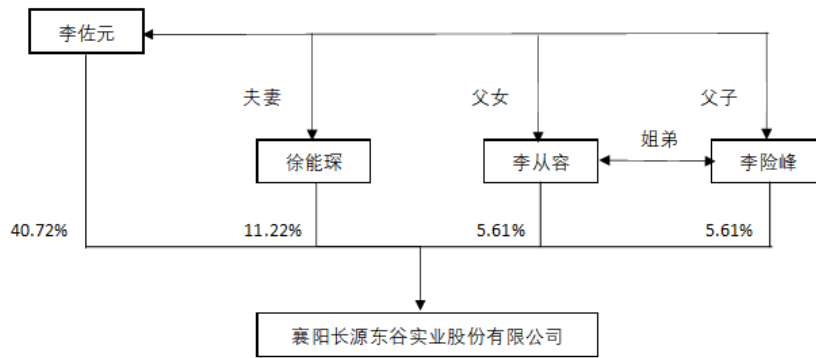 李佐元
夫妻
父女
父子
姐弟
徐能琛
李从容
李险峰
40.72%
11.22%
5.61%
5.61%
襄阳长源东谷实业股份有限公司